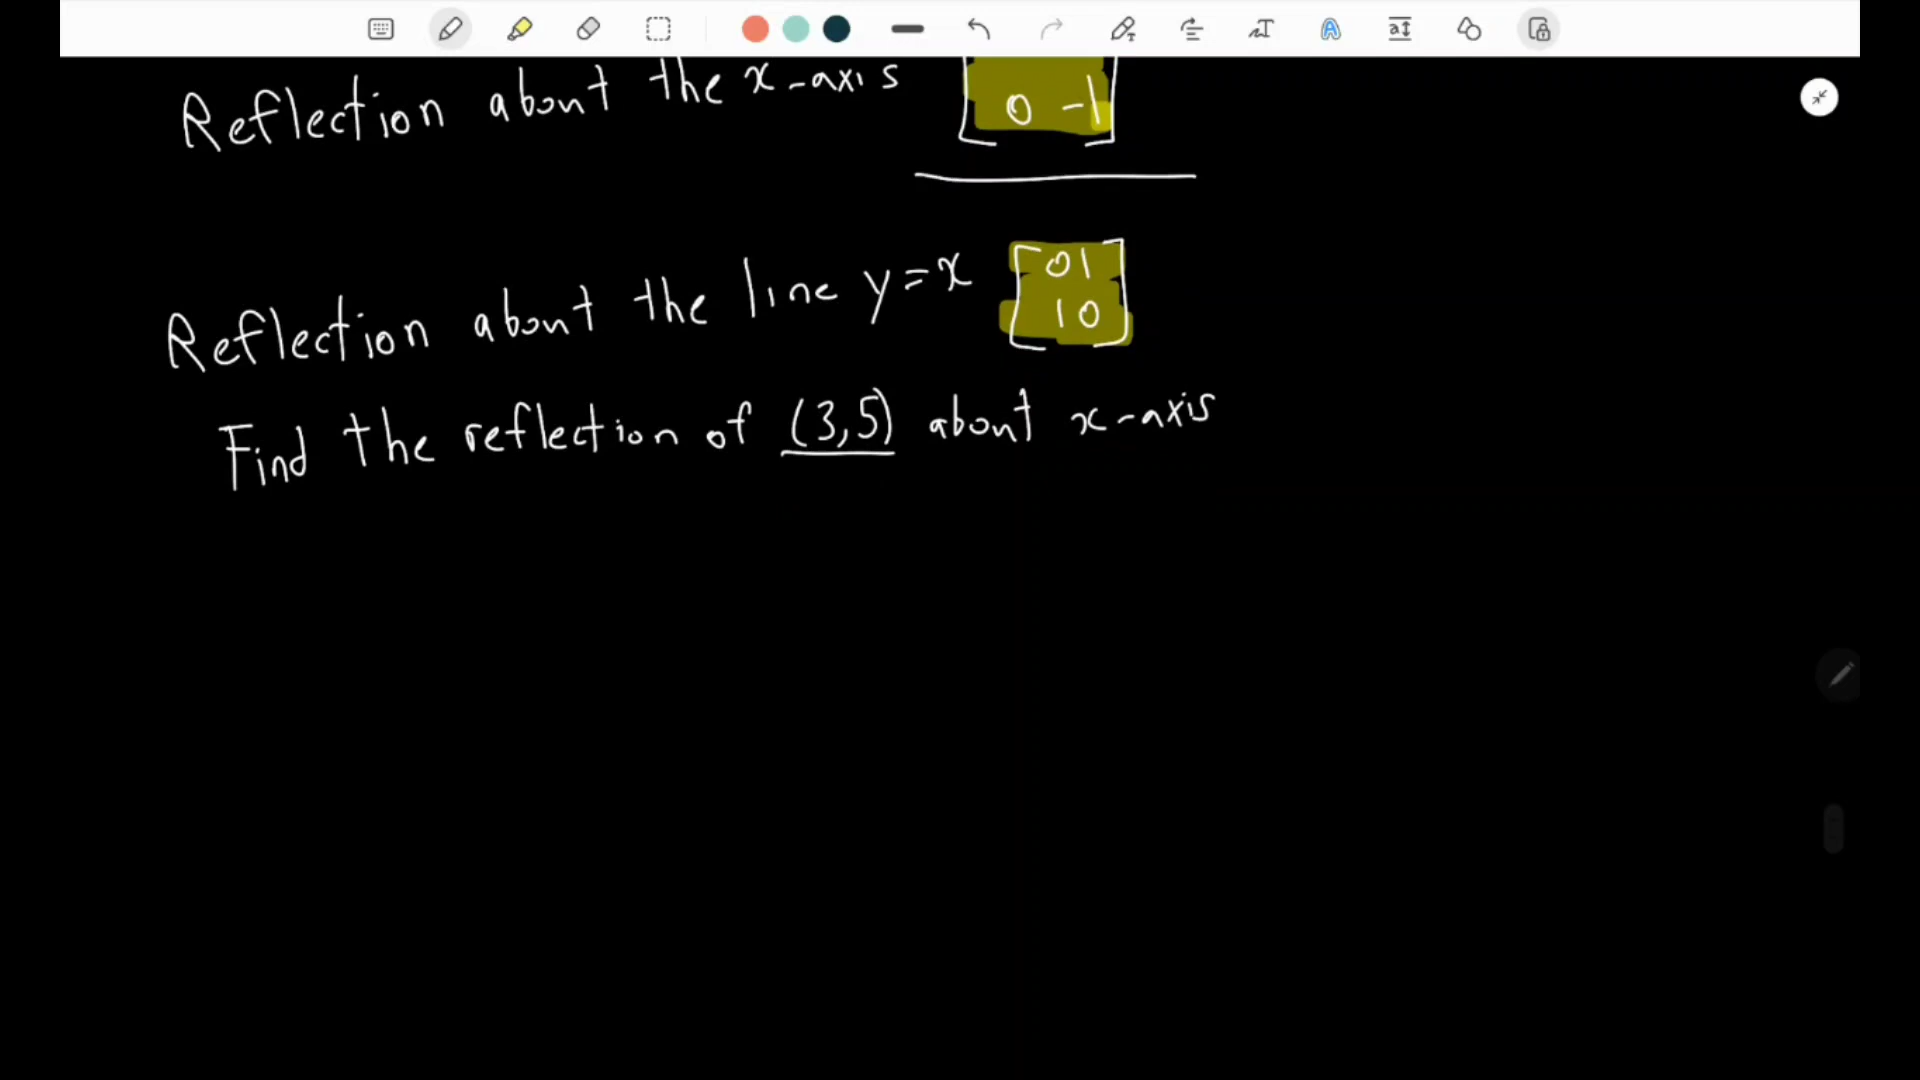 Reflection about the x-axis
0 -1
Reflection about the line y=x
0 1
1 0
Find the reflection of (3,5) about x-axis